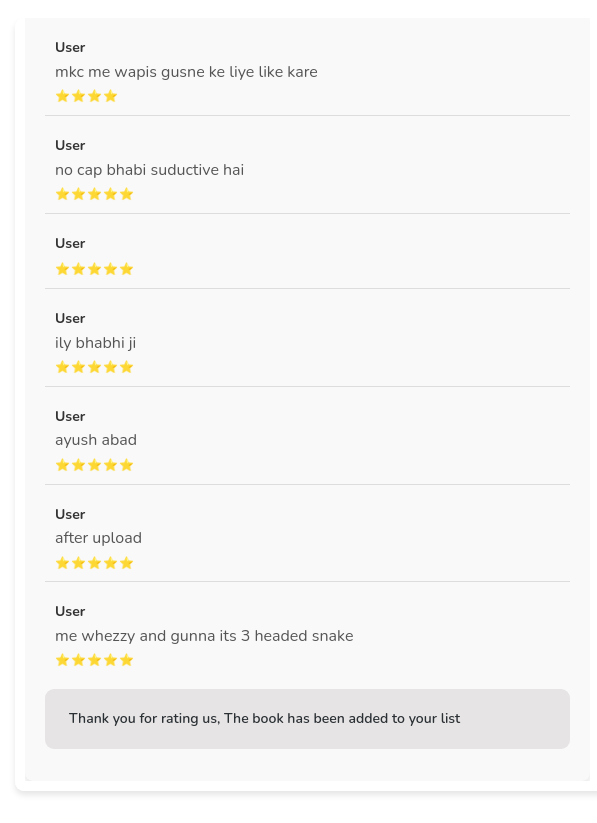 User
mkc me wapis gusne ke liye like kare
⭐⭐⭐⭐
User
no cap bhabi suductive hai
⭐⭐⭐⭐⭐
User
⭐⭐⭐⭐⭐
User
ily bhabhi ji
⭐⭐⭐⭐⭐
User
ayush abad
⭐⭐⭐⭐⭐
User
after upload
⭐⭐⭐⭐⭐
User
me whezzy and gunna its 3 headed snake
⭐⭐⭐⭐⭐
Thank you for rating us, The book has been added to your list